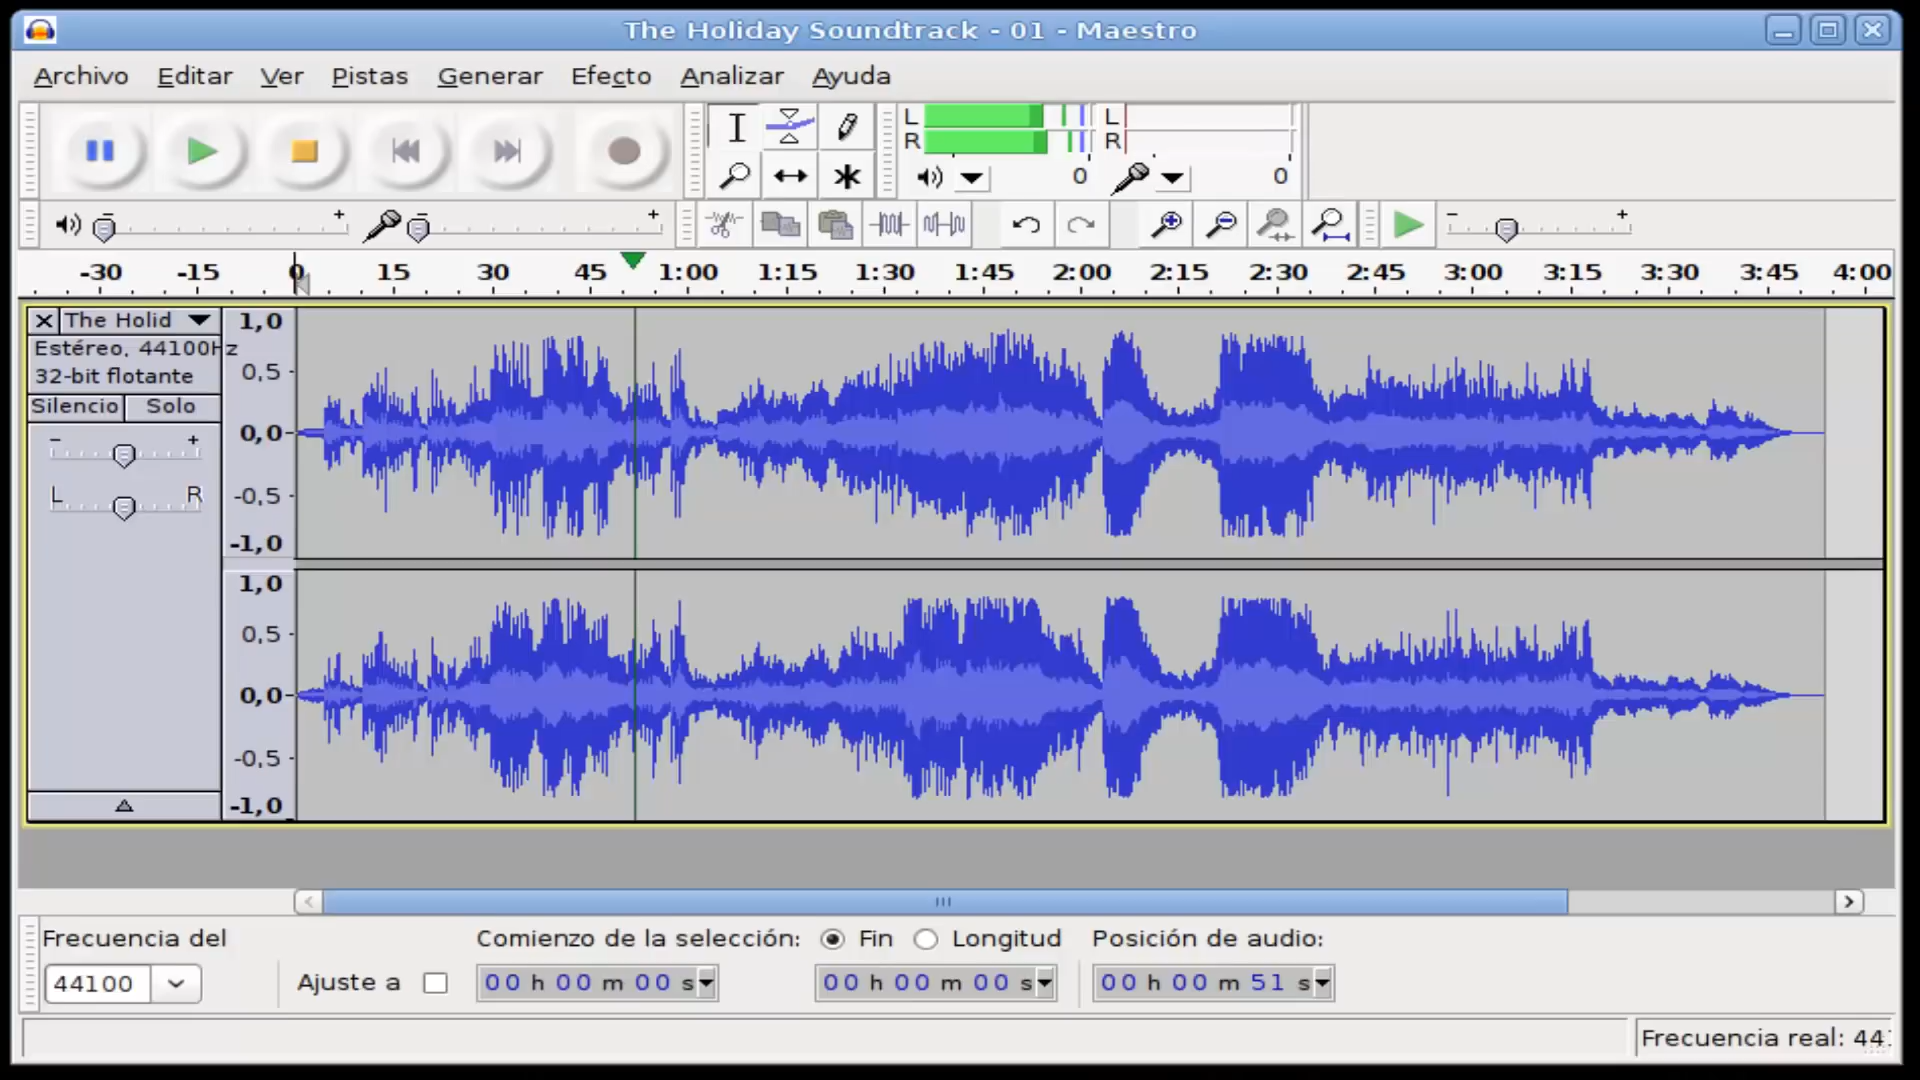 The Holiday Soundtrack - 01 - Maestro
Archivo Editar Ver Pistas Generar Efecto Analizar Ayuda
L L
R R
0 0
- + - + - +
-30 -15 0 15 30 45 1:00 1:15 1:30 1:45 2:00 2:15 2:30 2:45 3:00 3:15 3:30 3:45 4:00
The Holid
Estéreo, 44100Hz
32-bit flotante
Silencio Solo
- +
L R
1,0
0,5
0,0
-0,5
-1,0
1,0
0,5
0,0
-0,5
-1,0
Frecuencia del Comienzo de la selección: Fin Longitud Posición de audio:
44100 Ajuste a 00 h 00 m 00 s 00 h 00 m 00 s 00 h 00 m 51 s
Frecuencia real: 44